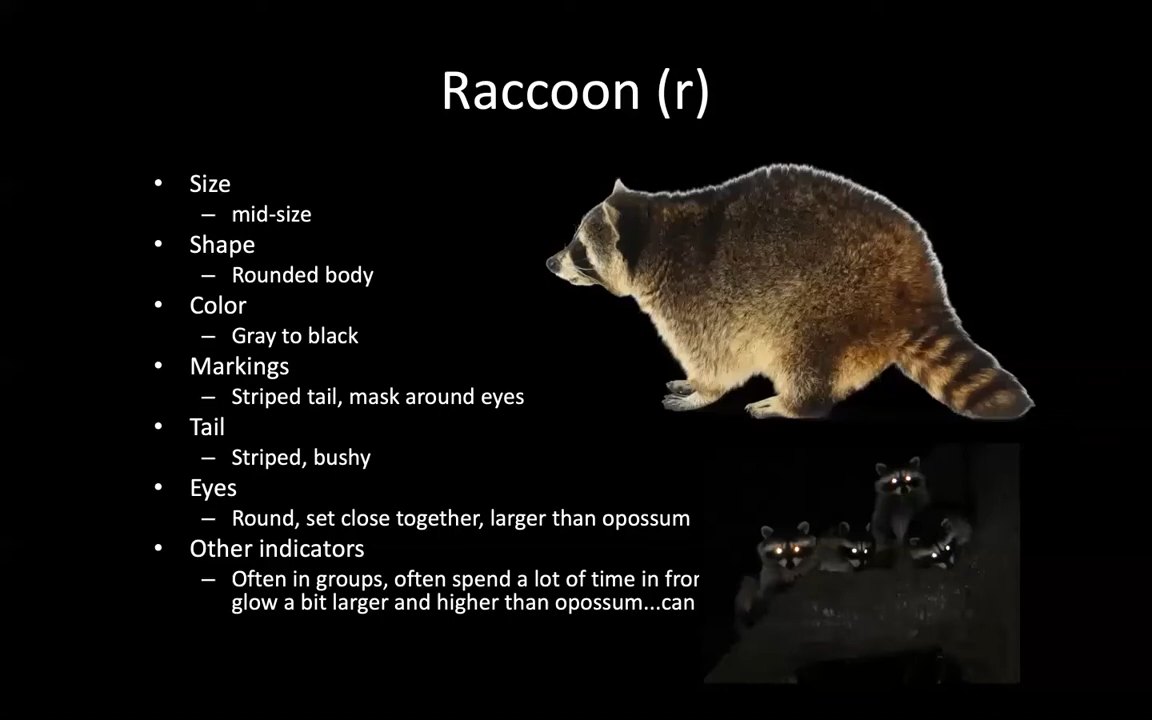 Raccoon (r)
• Size
– mid-size
• Shape
– Rounded body
• Color
– Gray to black
• Markings
– Striped tail, mask around eyes
• Tail
– Striped, bushy
• Eyes
– Round, set close together, larger than opossum
• Other indicators
– Often in groups, often spend a lot of time in
glow a bit larger and higher than opossum...can